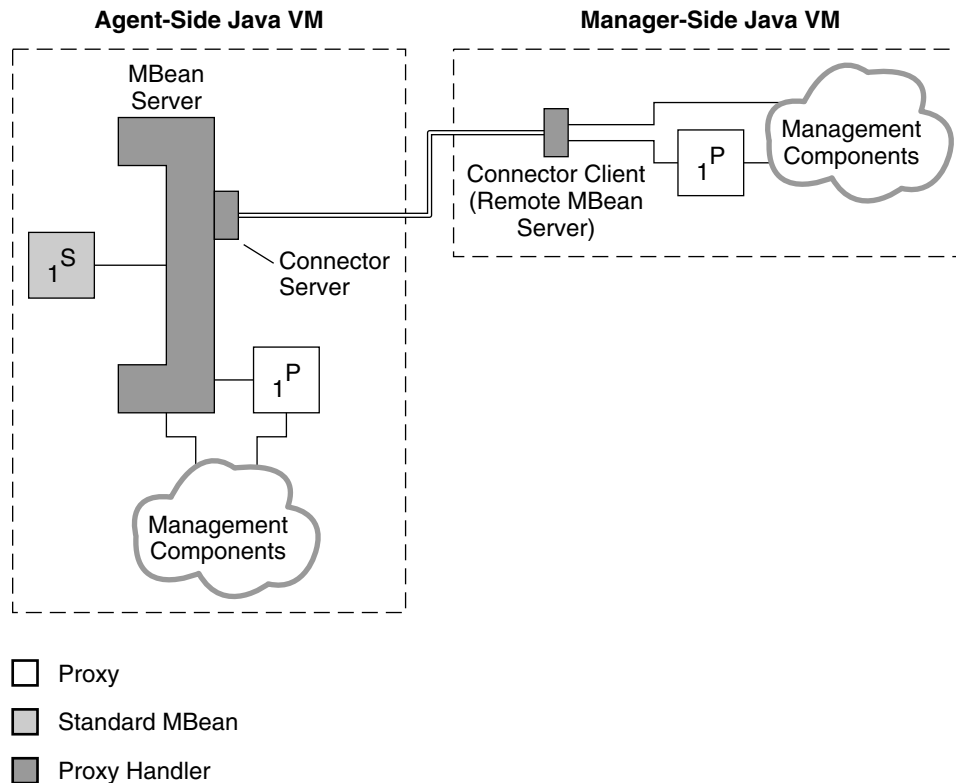 Agent-Side Java VM
Manager-Side Java VM
MBean
Server
Management
Components
1P
Connector Client
(Remote MBean
Server)
1S
Connector
Server
1P
Management
Components
Proxy
Standard MBean
Proxy Handler